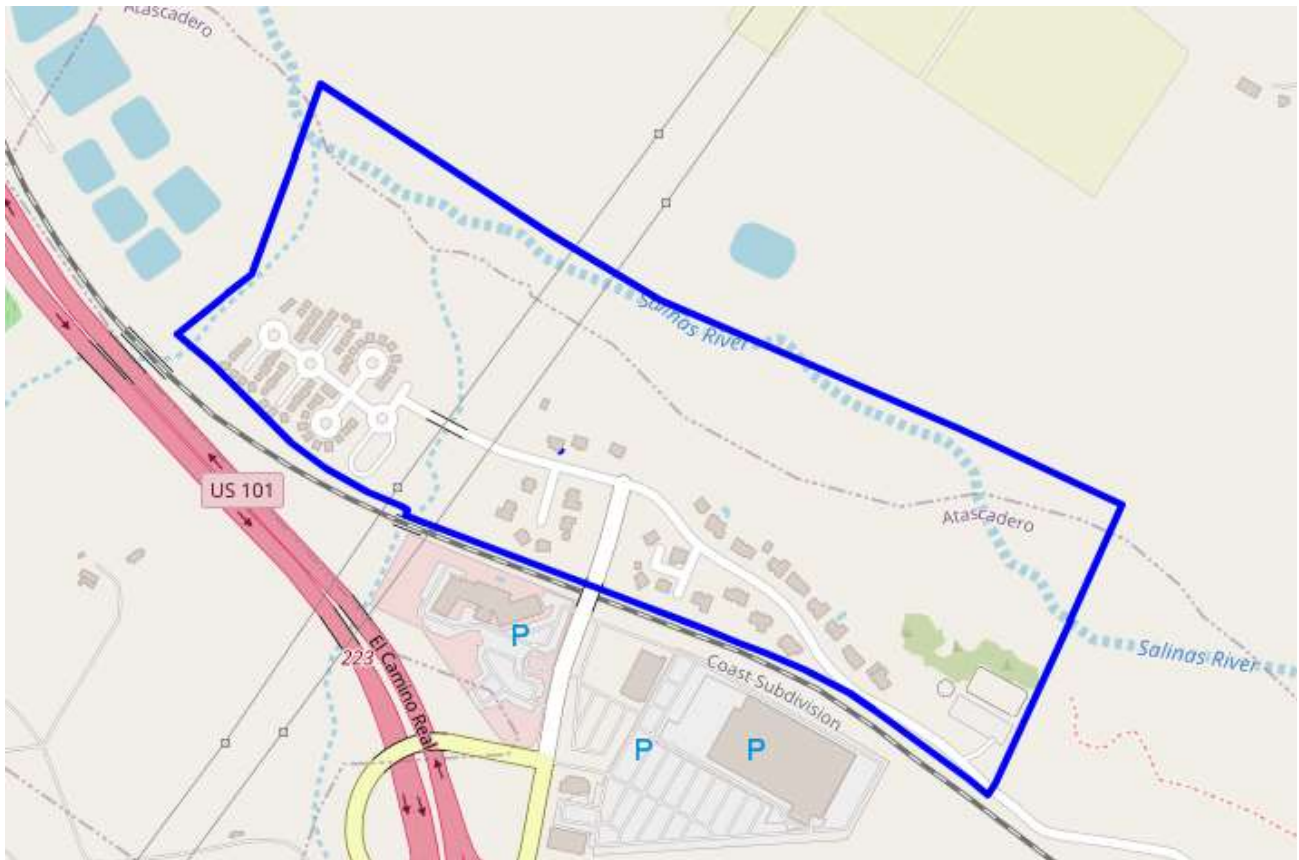 Atascadero
Salinas River
US 101
Atascadero
Salinas River
223
El Camino Real
P
Coast Subdivision
P
P